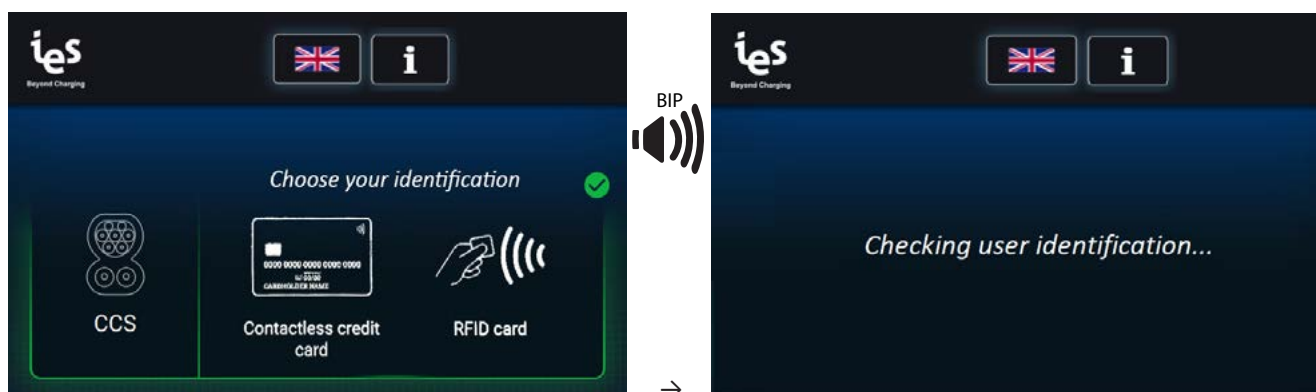 ies
Beyond Charging
i
Choose your identification
CCS
0000 0000 0000 0000 0000
CARDHOLDER NAME
Contactless credit
card
RFID card
BIP
→
ies
Beyond Charging
i
Checking user identification...